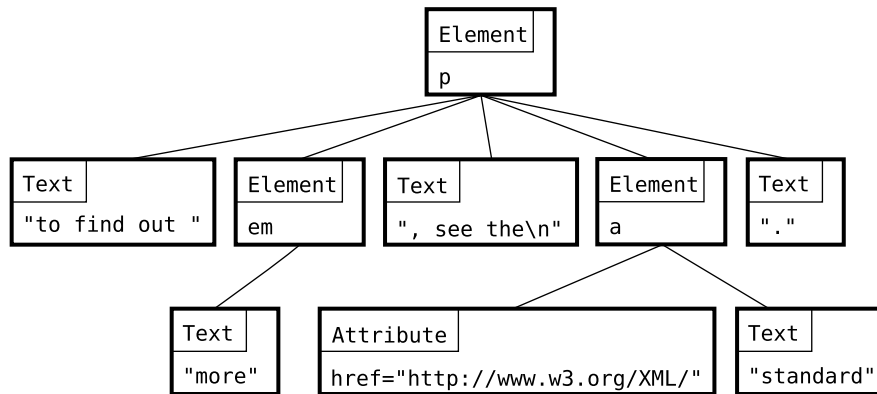 Element
p
Text
"to find out "
Element
em
Text
", see the\n"
Element
a
Text
"."
Text
"more"
Attribute
href="http://www.w3.org/XML/"
Text
"standard"